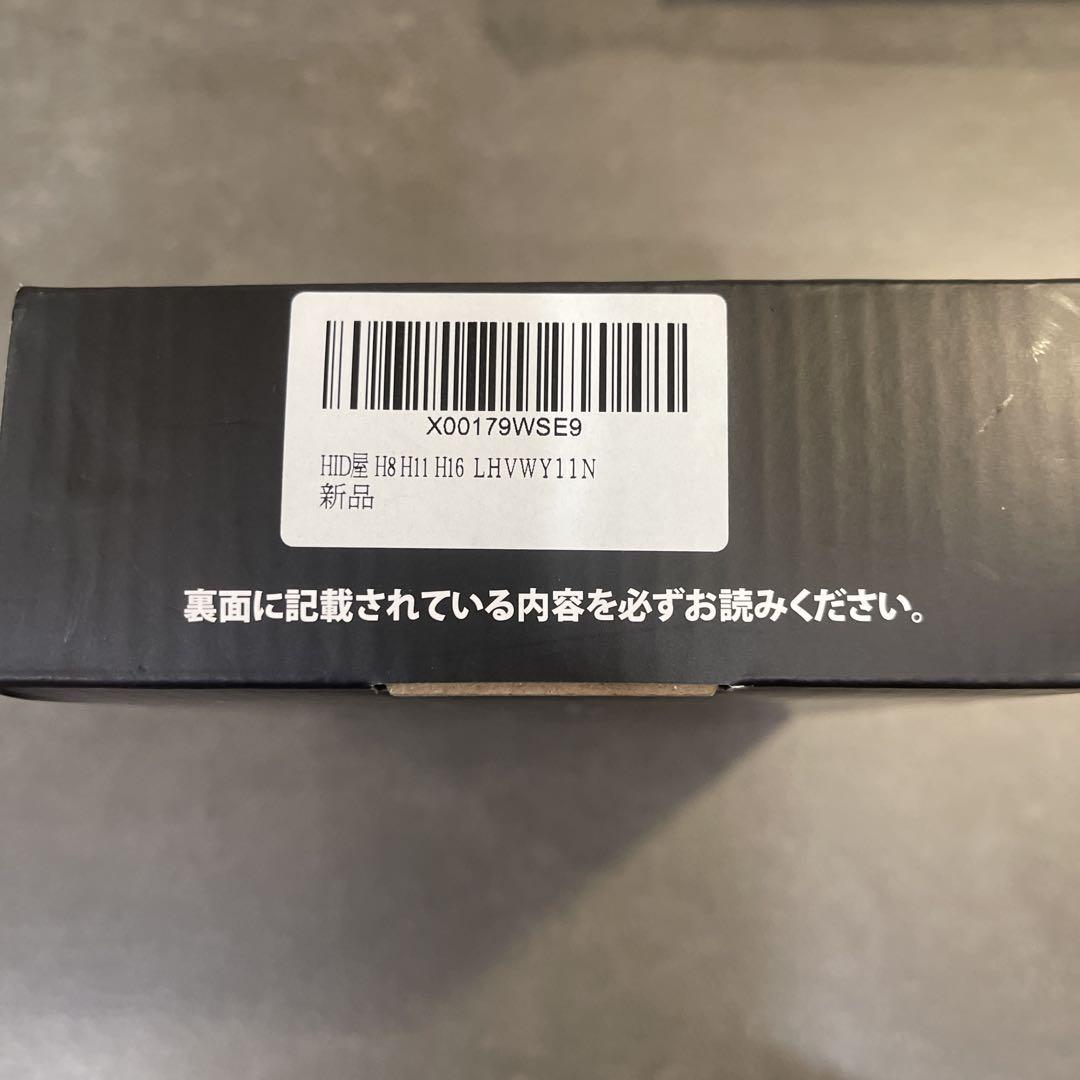 X00179WSE9
HID屋 H8 H11 H16 LHVWY11N
新品
裏面に記載されている内容を必ずお読みください。